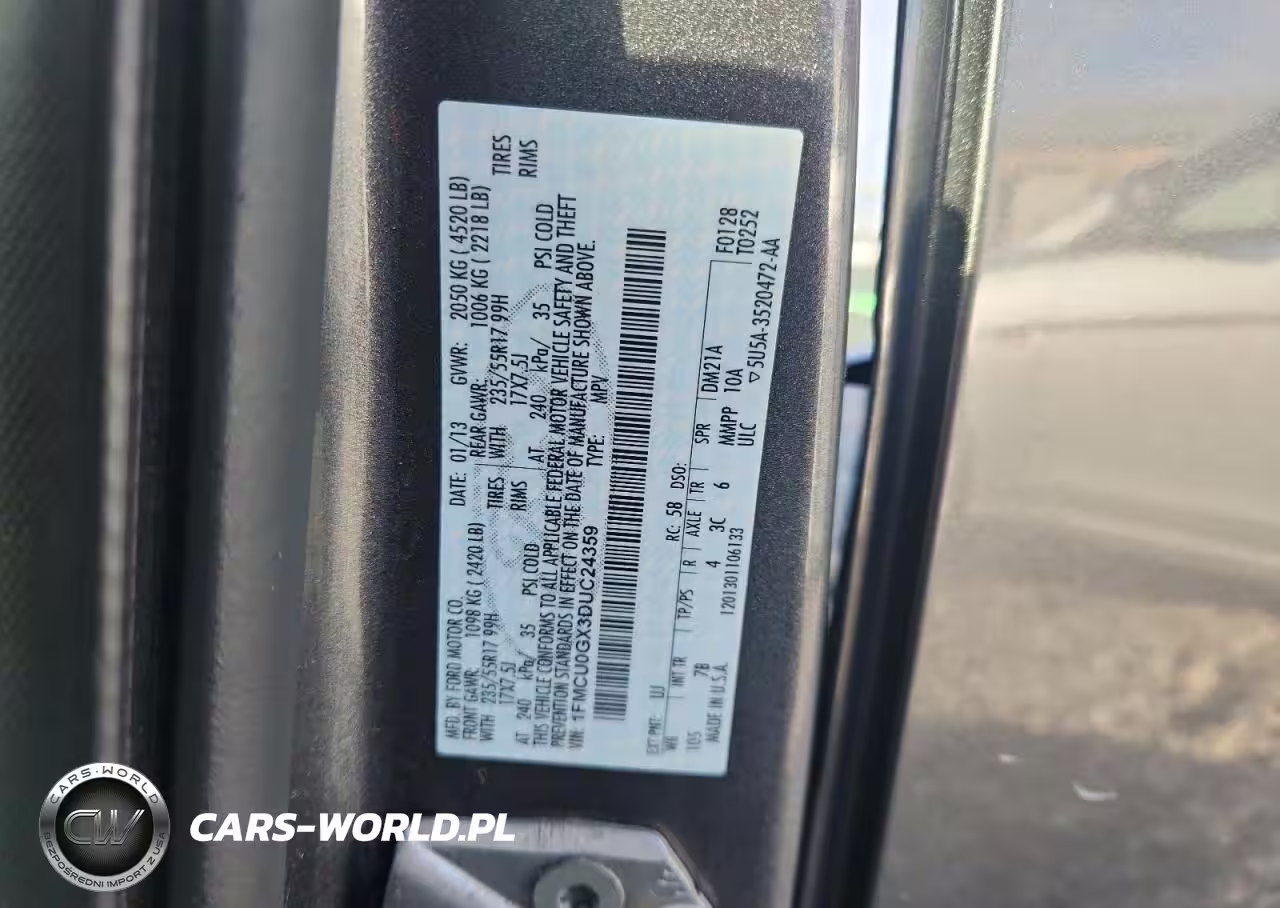 MFD. BY FORD MOTOR CO. DATE: 01/13 GVWR: 2050 KG ( 4520 LB)
FRONT GAWR: 1098 KG ( 2420 LB) REAR GAWR: 1006 KG ( 2218 LB)
WITH 235/55R17 99H TIRES WITH 235/55R17 99H TIRES
17X7.5J RIMS 17X7.5J RIMS
AT 240 kPa/ 35 PSI COLD AT 240 kPa/ 35 PSI COLD
THIS VEHICLE CONFORMS TO ALL APPLICABLE FEDERAL MOTOR VEHICLE SAFETY AND THEFT
PREVENTION STANDARDS IN EFFECT ON THE DATE OF MANUFACTURE SHOWN ABOVE.
VIN: 1FMCU0GX3DUC24359 TYPE: MPV
EXT PNT: UJ RC: 58 DSO:
WB INT TR TP/PS R AXLE TR SPR DM21A F0128
105 7B 4 3C 6 MMPP 10A T0252
MADE IN U.S.A. 1201301106133 ULC ▽5U5A-3520472-AA
CARS-WORLD
CW
BEZPOŚREDNI IMPORT Z USA
CARS-WORLD.PL